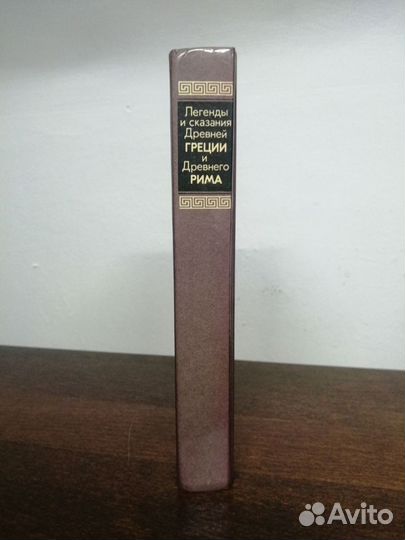 Легенды
и сказания
Древней
ГРЕЦИИ
и
Древнего
РИМА
Avito